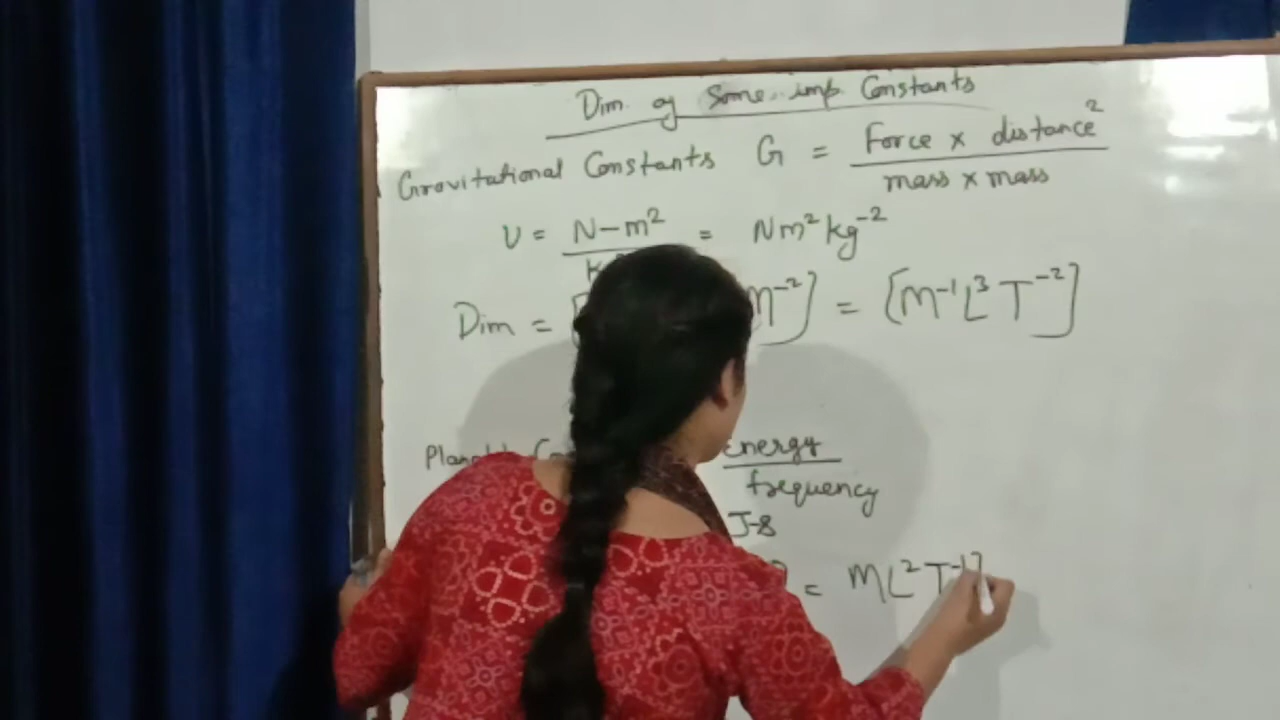 Dim. of Some imp. Constants
Gravitational Constants G = Force x distance²
mass x mass
U = N-m² = Nm² kg⁻²
Dim = [ M⁻²] = [M⁻¹L³T⁻²]
energy
frequency
J-s
= ML²T⁻¹]